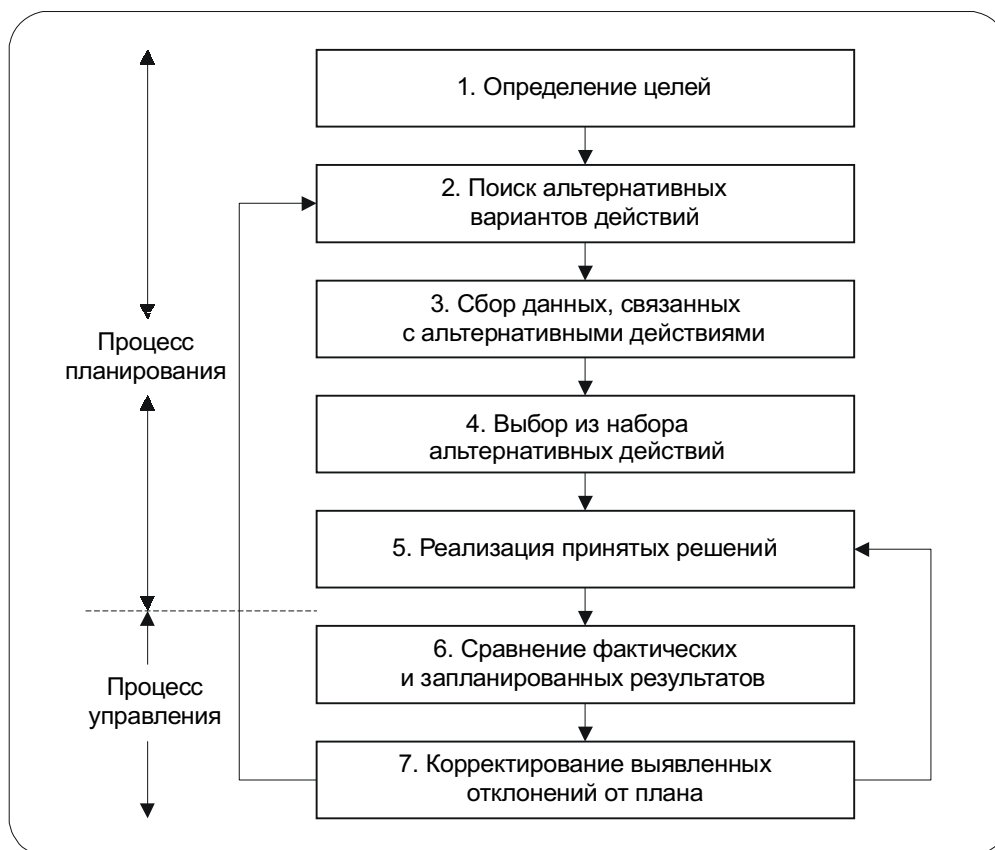 1. Определение целей
2. Поиск альтернативных
вариантов действий
3. Сбор данных, связанных
с альтернативными действиями
Процесс
планирования
4. Выбор из набора
альтернативных действий
5. Реализация принятых решений
6. Сравнение фактических
и запланированных результатов
Процесс
управления
7. Корректирование выявленных
отклонений от плана